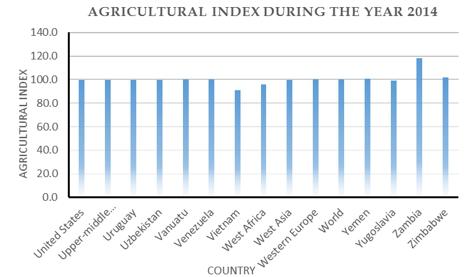 AGRICULTURAL INDEX DURING THE YEAR 2014
AGRICULTURAL INDEX
140.0
120.0
100.0
80.0
60.0
40.0
20.0
0.0
United States
Upper-middle...
Uruguay
Uzbekistan
Vanuatu
Venezuela
Vietnam
West Africa
West Asia
Western Europe
World
Yemen
Yugoslavia
Zambia
Zimbabwe
COUNTRY